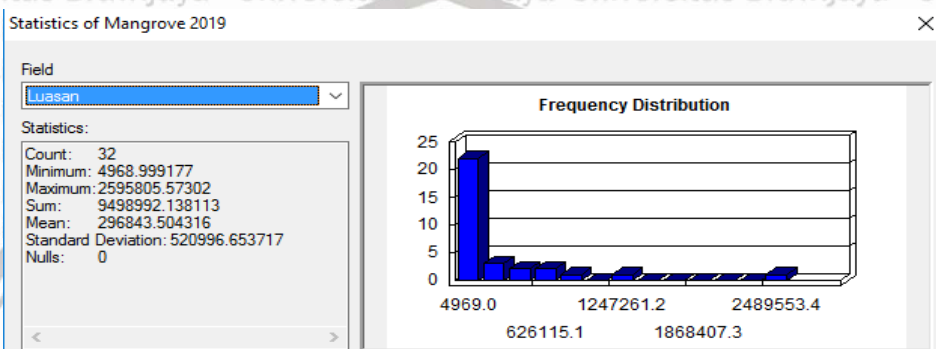 Statistics of Mangrove 2019
Field
Luasan
Statistics:
Count: 32
Minimum: 4968.999177
Maximum: 2595805.57302
Sum: 9498992.138113
Mean: 296843.504316
Standard Deviation: 520996.653717
Nulls: 0
Frequency Distribution
25
20
15
10
5
0
4969.0 1247261.2 2489553.4
626115.1 1868407.3